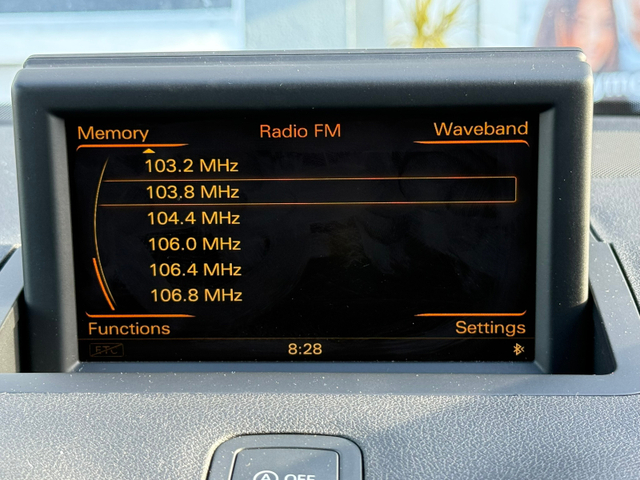 Memory Radio FM Waveband
103.2 MHz
103.8 MHz
104.4 MHz
106.0 MHz
106.4 MHz
106.8 MHz
Functions Settings
ETC 8:28
A OFF